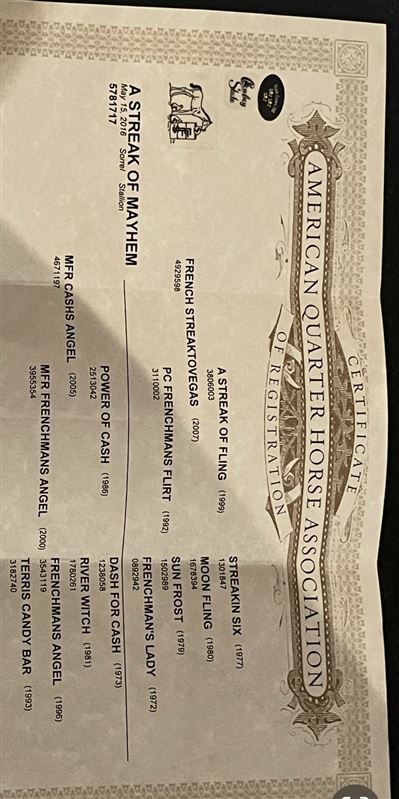 CERTIFICATE
AMERICAN QUARTER HORSE ASSOCIATION
OF REGISTRATION
A STREAK OF MAYHEM
May 15, 2016 Sorrel Stallion
5781717
FRENCH STREAKTOVEGAS (2007)
4929598
MFR CASHS ANGEL (2005)
4671197
A STREAK OF FLING (1999)
3806003
PC FRENCHMANS FLIRT (1992)
3110002
POWER OF CASH (1986)
2513042
MFR FRENCHMANS ANGEL (2000)
3955354
STREAKIN SIX (1977)
1301847
MOON FLING (1980)
1678394
SUN FROST (1979)
1502989
FRENCHMAN'S LADY (1972)
0892942
DASH FOR CASH (1973)
1238058
RIVER WITCH (1981)
1780261
FRENCHMANS ANGEL (1996)
3543119
TERRIS CANDY BAR (1993)
3182740